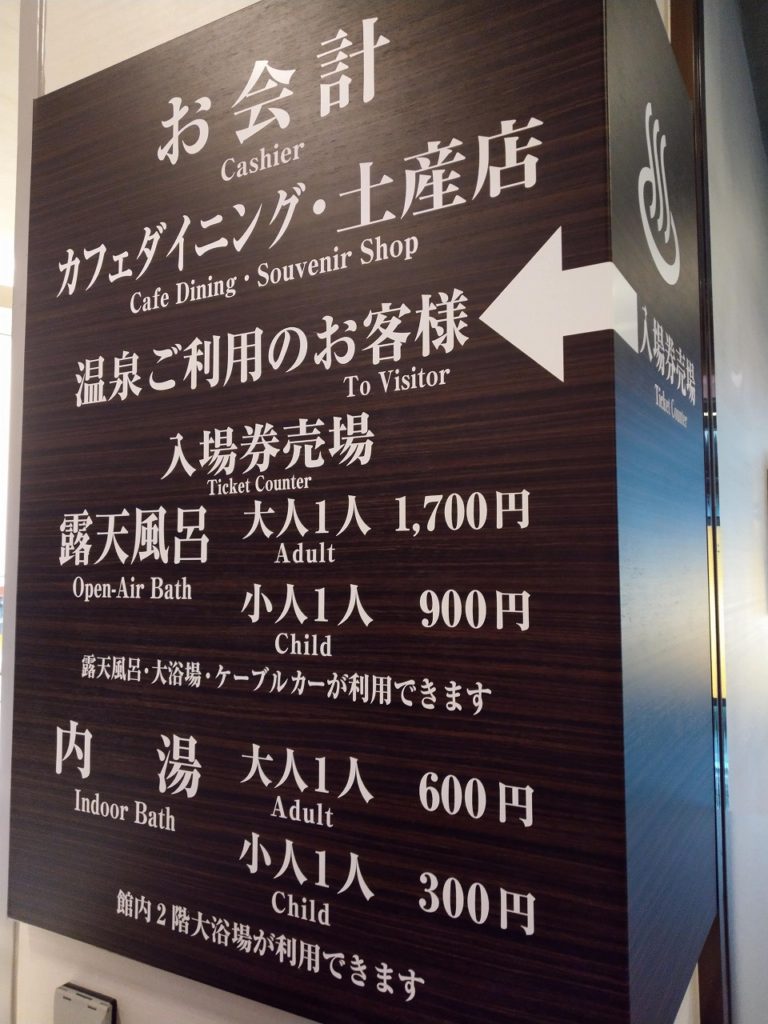 お会計
Cashier
カフェダイニング・土産店
Cafe Dining・Souvenir Shop
温泉ご利用のお客様
To Visitor
入場券売場
Ticket Counter
露天風呂 大人1人 1,700円
Open-Air Bath Adult
小人1人 900円
Child
露天風呂・大浴場・ケーブルカーが利用できます
内湯 大人1人 600円
Indoor Bath Adult
小人1人 300円
Child
館内2階大浴場が利用できます
入場券売場
Ticket Counter